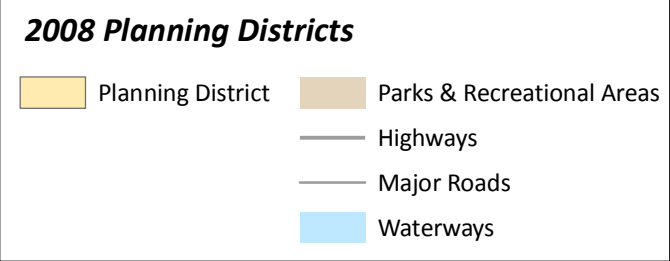 2008 Planning Districts
Planning District
Parks & Recreational Areas
Highways
Major Roads
Waterways